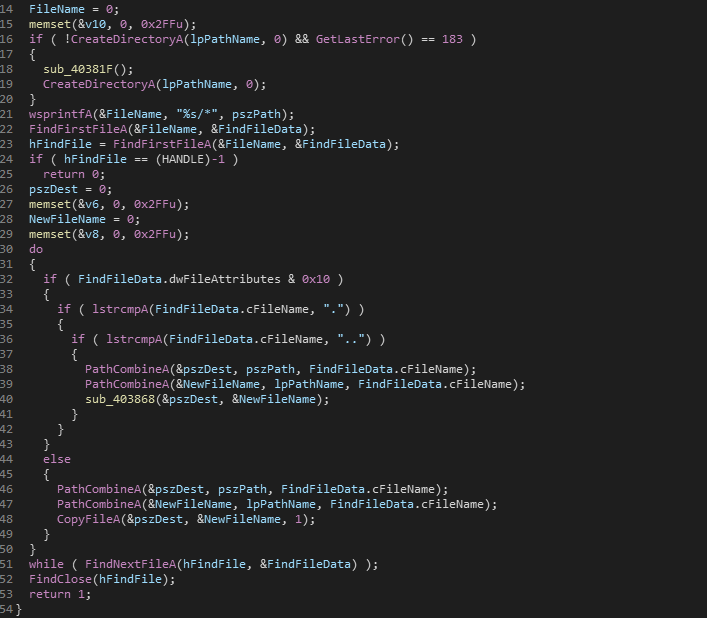 14 FileName = 0;
15 memset(&v10, 0, 0x2FFu);
16 if ( !CreateDirectoryA(lpPathName, 0) && GetLastError() == 183 )
17 {
18 sub_40381F();
19 CreateDirectoryA(lpPathName, 0);
20 }
21 wsprintfA(&FileName, "%s/*", pszPath);
22 FindFirstFileA(&FileName, &FindFileData);
23 hFindFile = FindFirstFileA(&FileName, &FindFileData);
24 if ( hFindFile == (HANDLE)-1 )
25 return 0;
26 pszDest = 0;
27 memset(&v6, 0, 0x2FFu);
28 NewFileName = 0;
29 memset(&v8, 0, 0x2FFu);
30 do
31 {
32 if ( FindFileData.dwFileAttributes & 0x10 )
33 {
34 if ( lstrcmpA(FindFileData.cFileName, ".") )
35 {
36 if ( lstrcmpA(FindFileData.cFileName, "..") )
37 {
38 PathCombineA(&pszDest, pszPath, FindFileData.cFileName);
39 PathCombineA(&NewFileName, lpPathName, FindFileData.cFileName);
40 sub_403868(&pszDest, &NewFileName);
41 }
42 }
43 }
44 else
45 {
46 PathCombineA(&pszDest, pszPath, FindFileData.cFileName);
47 PathCombineA(&NewFileName, lpPathName, FindFileData.cFileName);
48 CopyFileA(&pszDest, &NewFileName, 1);
49 }
50 }
51 while ( FindNextFileA(hFindFile, &FindFileData) );
52 FindClose(hFindFile);
53 return 1;
54 }